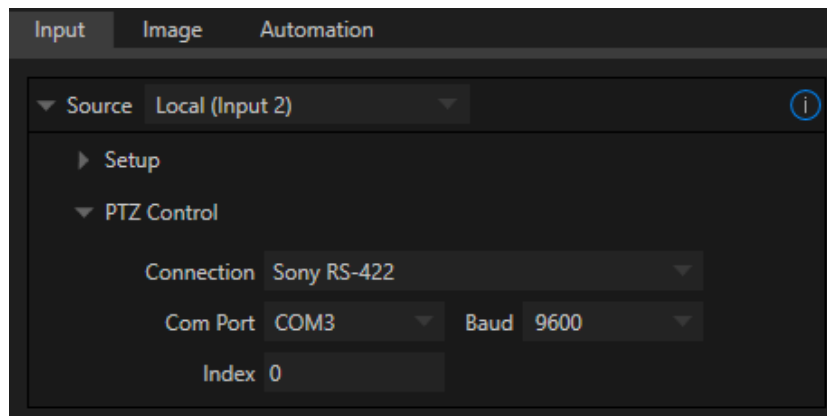 Input Image Automation
Source Local (Input 2) i
Setup
PTZ Control
Connection Sony RS-422
Com Port COM3 Baud 9600
Index 0